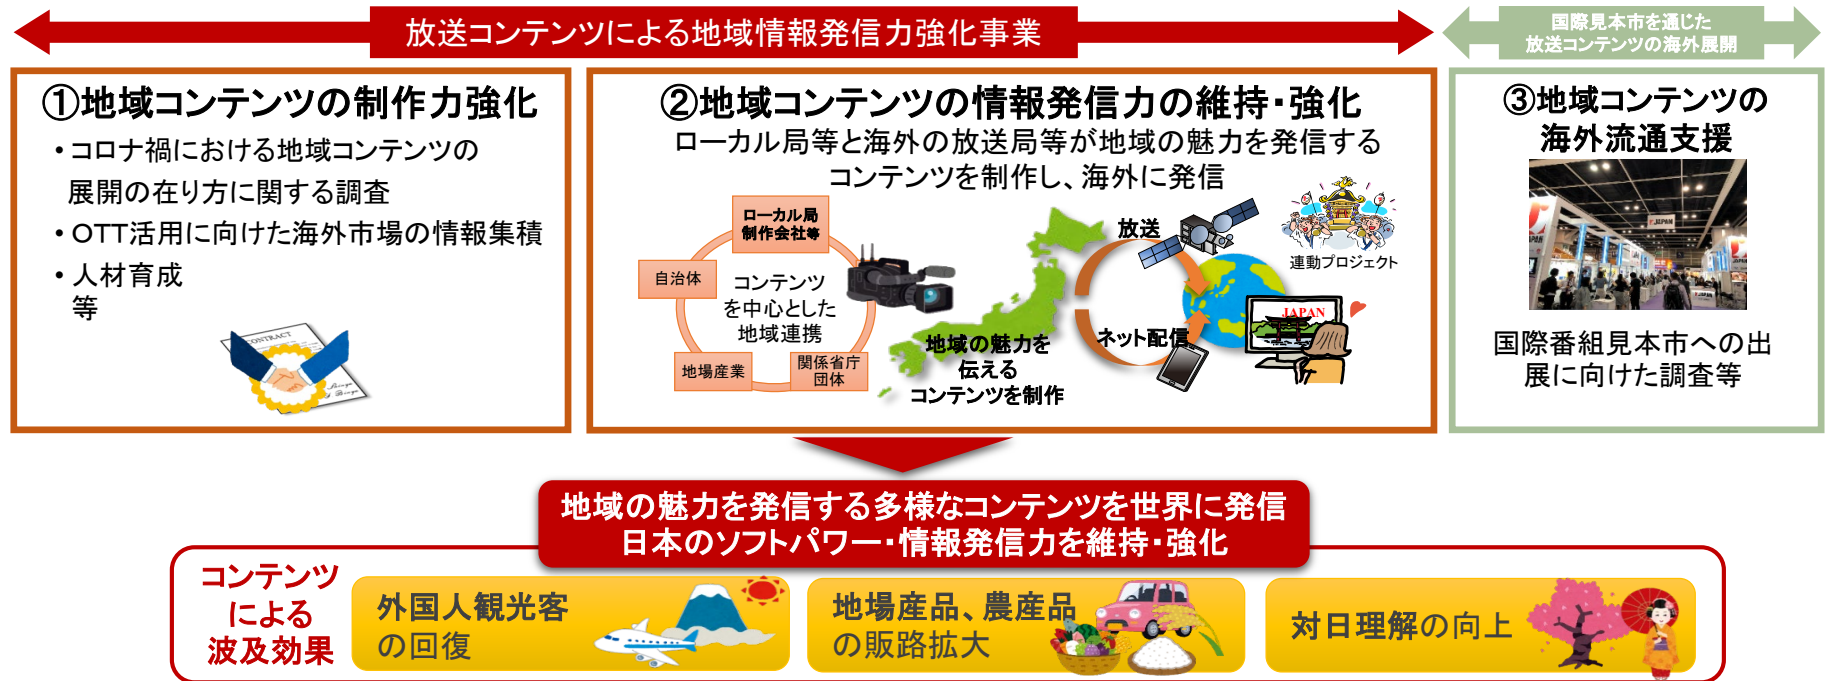 放送コンテンツによる地域情報発信力強化事業
国際見本市を通じた
放送コンテンツの海外展開
①地域コンテンツの制作力強化
・コロナ禍における地域コンテンツの
展開の在り方に関する調査
・OTT活用に向けた海外市場の情報集積
・人材育成
等
CONTRACT
②地域コンテンツの情報発信力の維持・強化
ローカル局等と海外の放送局等が地域の魅力を発信する
コンテンツを制作し、海外に発信
ローカル局
制作会社等
自治体
コンテンツ
を中心とした
地域連携
地場産業
関係省庁
団体
地域の魅力を
伝える
コンテンツを制作
放送
ネット配信
連動プロジェクト
JAPAN
③地域コンテンツの
海外流通支援
JAPAN
国際番組見本市への出
展に向けた調査等
地域の魅力を発信する多様なコンテンツを世界に発信
日本のソフトパワー・情報発信力を維持・強化
コンテンツ
による
波及効果
外国人観光客
の回復
地場産品、農産品
の販路拡大
対日理解の向上